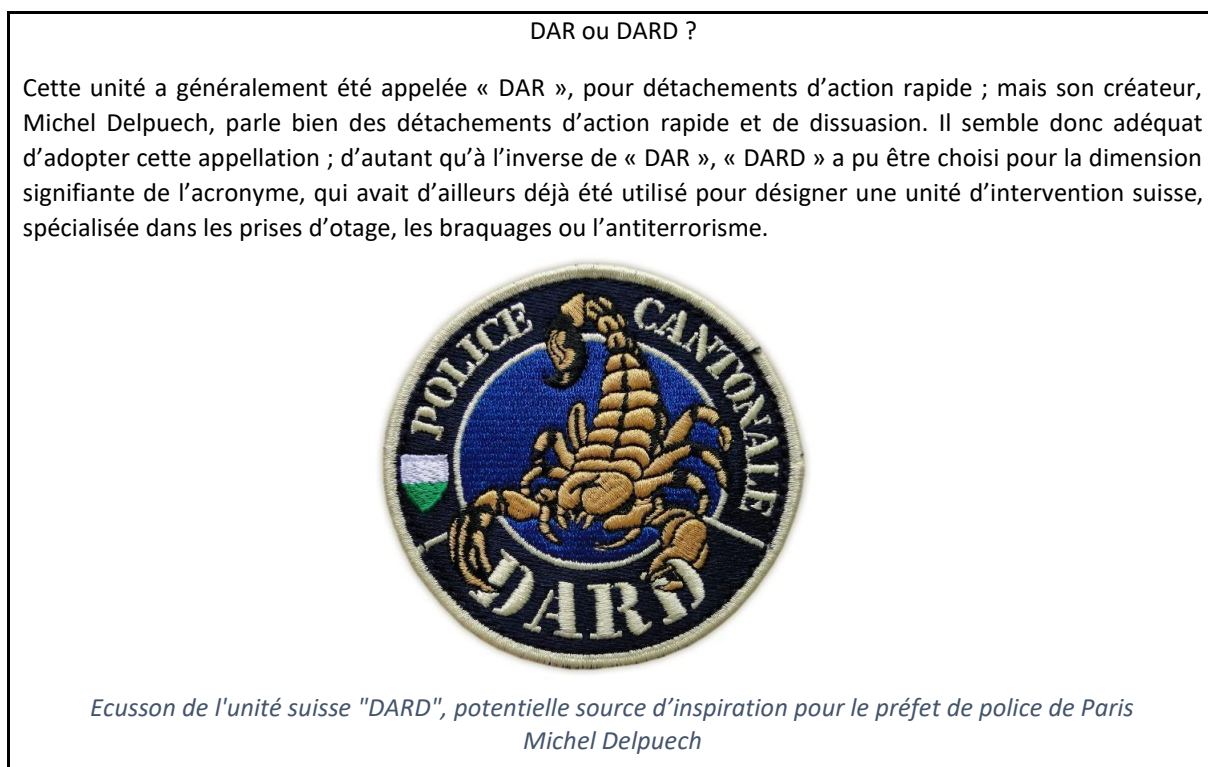 DAR ou DARD ?
Cette unité a généralement été appelée « DAR », pour détachements d’action rapide ; mais son créateur,
Michel Delpuech, parle bien des détachements d’action rapide et de dissuasion. Il semble donc adéquat
d’adopter cette appellation ; d’autant qu’à l’inverse de « DAR », « DARD » a pu être choisi pour la dimension
signifiante de l’acronyme, qui avait d’ailleurs déjà été utilisé pour désigner une unité d’intervention suisse,
spécialisée dans les prises d’otage, les braquages ou l’antiterrorisme.
POLICE CANTONALE
DARD
Ecusson de l'unité suisse "DARD", potentielle source d’inspiration pour le préfet de police de Paris
Michel Delpuech